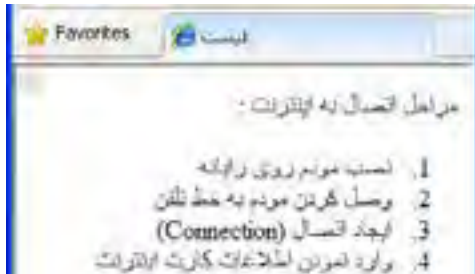 Favorites
لیست
مراحل اتصال به اینترنت :
1. نصب مودم روی رایانه
2. وصل کردن مودم به خط تلفن
3. ایجاد اتصال (Connection)
4. وارد نمودن اطلاعات کارت اینترنت